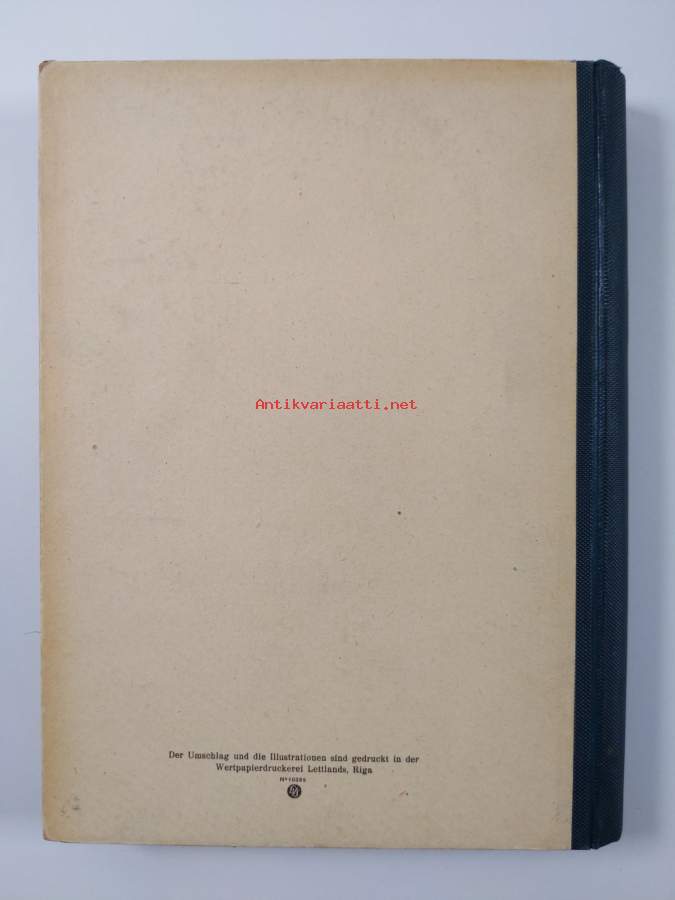 Antikvariaatti.net
Der Umschlag und die Illustrationen sind gedruckt in der
Wertpapierdruckerei Lettlands, Riga